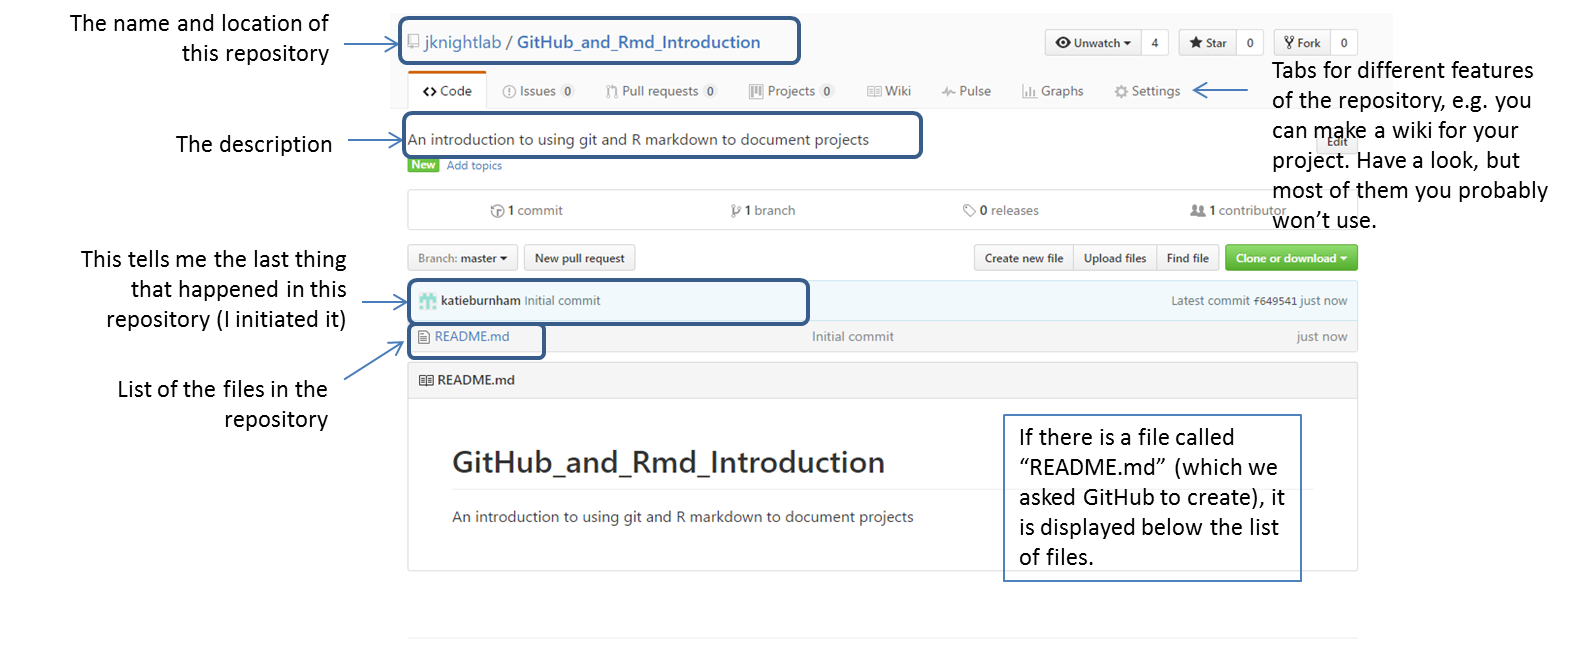 The name and location of
this repository
jknightlab / GitHub_and_Rmd_Introduction
Unwatch 4 Star 0 Fork 0
Code Issues 0 Pull requests 0 Projects 0 Wiki Pulse Graphs Settings
Tabs for different features
of the repository, e.g. you
can make a wiki for your
project. Have a look, but
most of them you probably
won’t use.
The description
An introduction to using git and R markdown to document projects
Edit
New Add topics
1 commit 1 branch 0 releases 1 contributor
This tells me the last thing
that happened in this
repository (I initiated it)
Branch: master New pull request Create new file Upload files Find file Clone or download
katieburnham Initial commit Latest commit f649541 just now
README.md Initial commit just now
List of the files in the
repository
README.md
GitHub_and_Rmd_Introduction
An introduction to using git and R markdown to document projects
If there is a file called
“README.md” (which we
asked GitHub to create), it
is displayed below the list
of files.